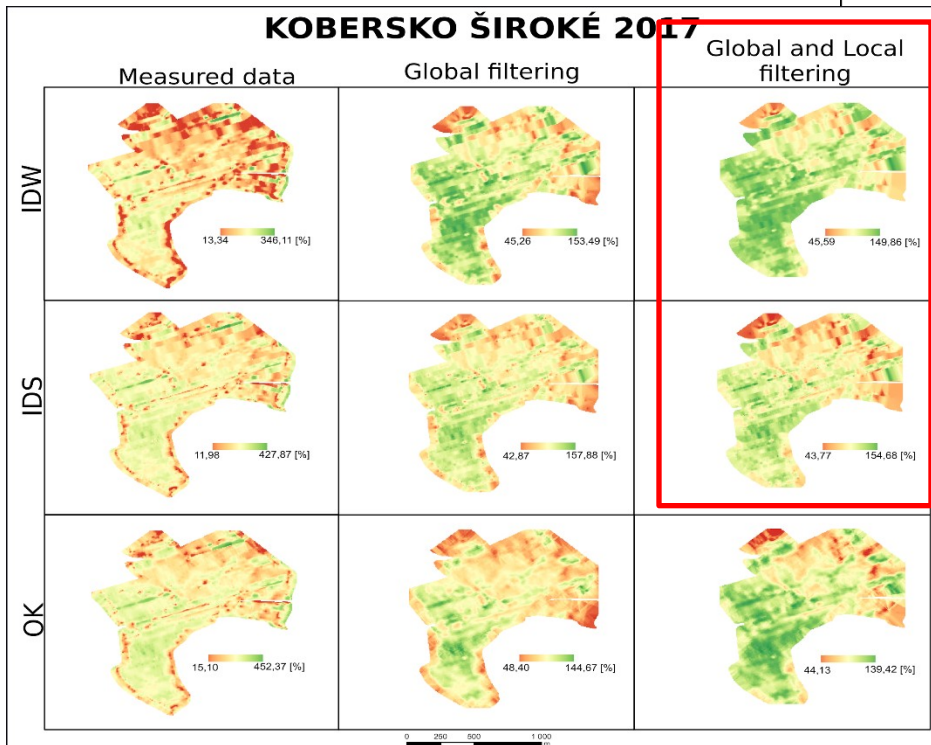 KOBERSKO ŠIROKÉ 2017
Measured data
Global filtering
Global and Local
filtering
IDW
13,34 346,11 [%]
45,26 153,49 [%]
45,59 149,86 [%]
IDS
11,98 427,87 [%]
42,87 157,88 [%]
43,77 154,68 [%]
OK
15,10 452,37 [%]
48,40 144,67 [%]
44,13 139,42 [%]
0 250 500 1 000
m